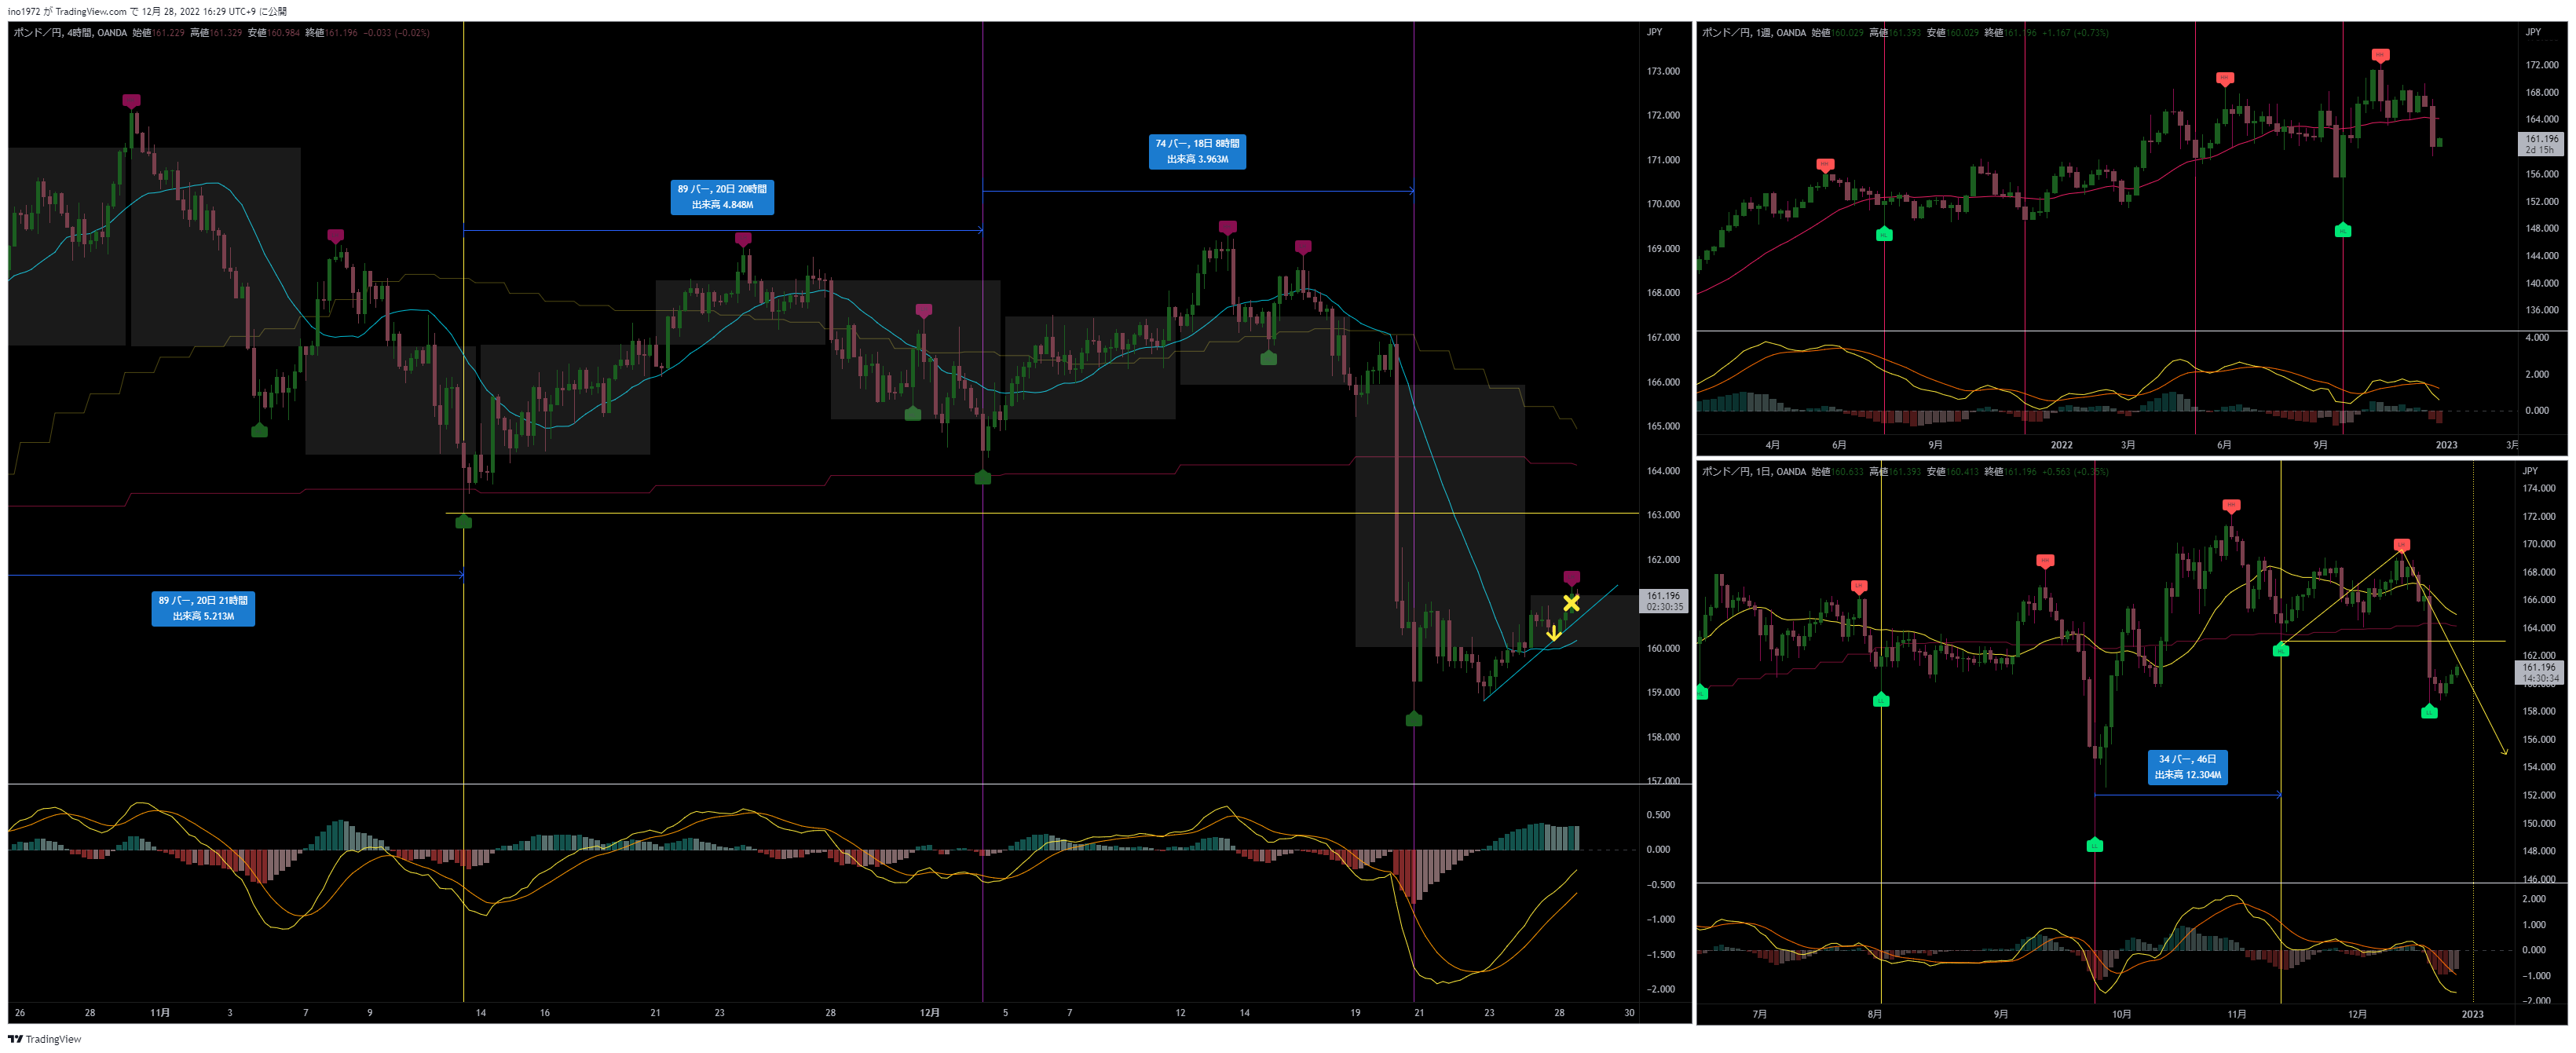 ino1972 が TradingView.com で 12月 28, 2022 16:29 UTC+9 に公開
ポンド／円, 4時間, OANDA 始値161.229 高値161.329 安値160.984 終値161.196 −0.033 (−0.02%)
JPY
173.000
172.000
171.000
170.000
169.000
168.000
167.000
166.000
165.000
164.000
163.000
162.000
161.196
02:30:35
160.000
159.000
158.000
157.000
74 バー, 18日 8時間
出来高 3.963M
89 バー, 20日 20時間
出来高 4.848M
89 バー, 20日 21時間
出来高 5.213M
0.500
0.000
−0.500
−1.000
−1.500
−2.000
26 28 11月 3 7 9 14 16 21 23 28 12月 5 7 12 14 19 21 23 28 30
ポンド／円, 1週, OANDA 始値160.029 高値161.393 安値160.029 終値161.196 +1.167 (+0.73%)
JPY
172.000
168.000
164.000
161.196
2d 15h
156.000
152.000
148.000
144.000
140.000
136.000
4.000
2.000
0.000
4月 6月 9月 2022 3月 6月 9月 2023 3月
ポンド／円, 1日, OANDA 始値160.633 高値161.393 安値160.413 終値161.196 +0.563 (+0.35%)
JPY
174.000
172.000
170.000
168.000
166.000
164.000
162.000
161.196
14:30:34
160.000
158.000
156.000
154.000
152.000
150.000
148.000
146.000
LH
LH
HL
LL
LL
LL
34 バー, 46日
出来高 12.304M
2.000
1.000
0.000
−1.000
−2.000
7月 8月 9月 10月 11月 12月 2023
TradingView